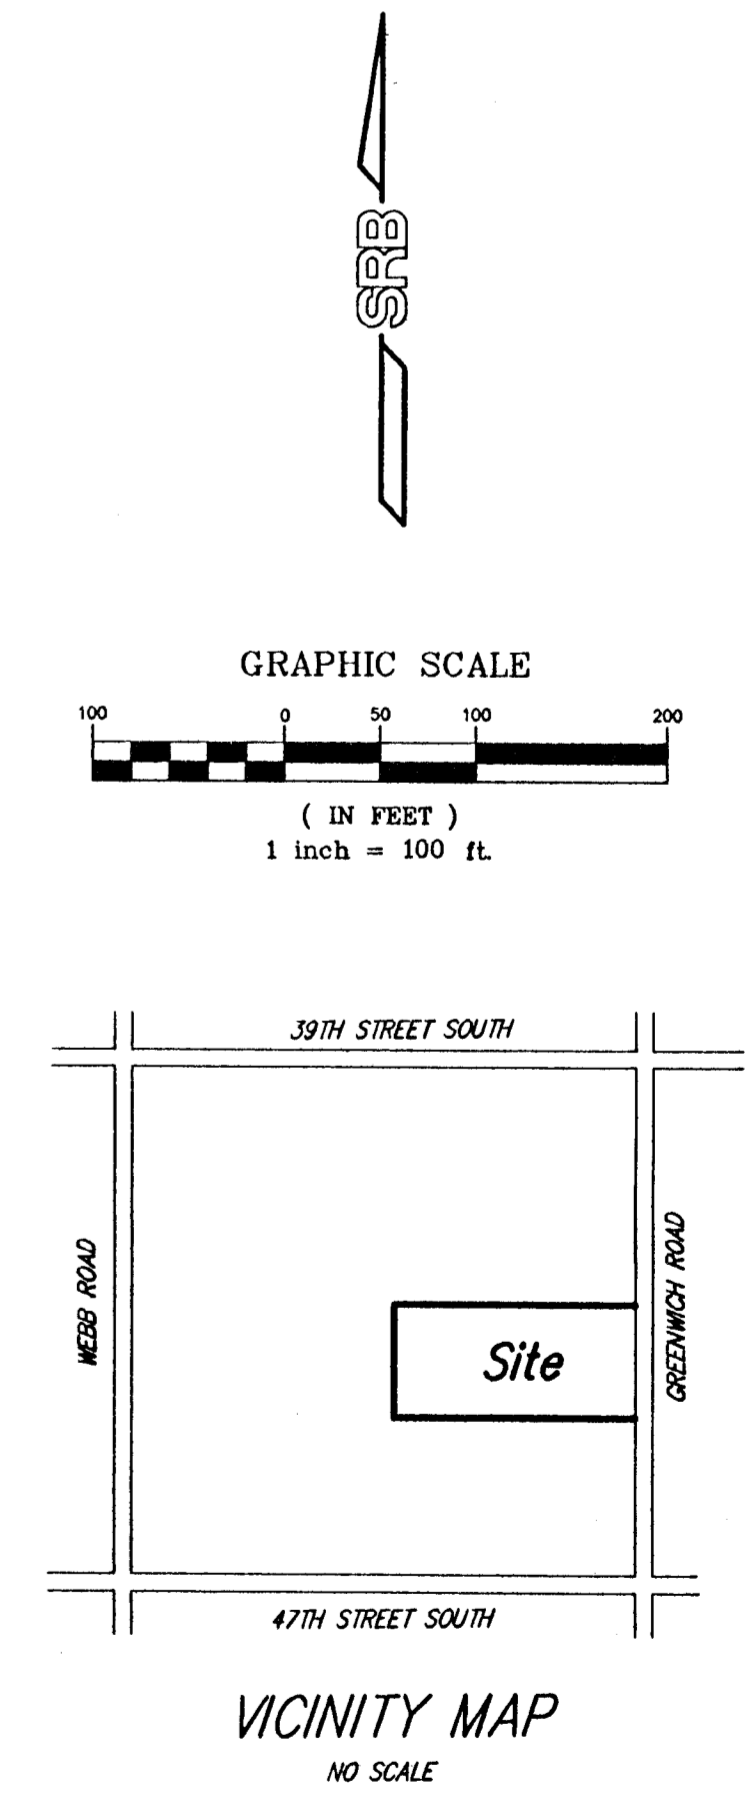 SRB
GRAPHIC SCALE
100 0 50 100 200
( IN FEET )
1 inch = 100 ft.
39TH STREET SOUTH
WEBB ROAD
GREENWICH ROAD
Site
47TH STREET SOUTH
VICINITY MAP
NO SCALE